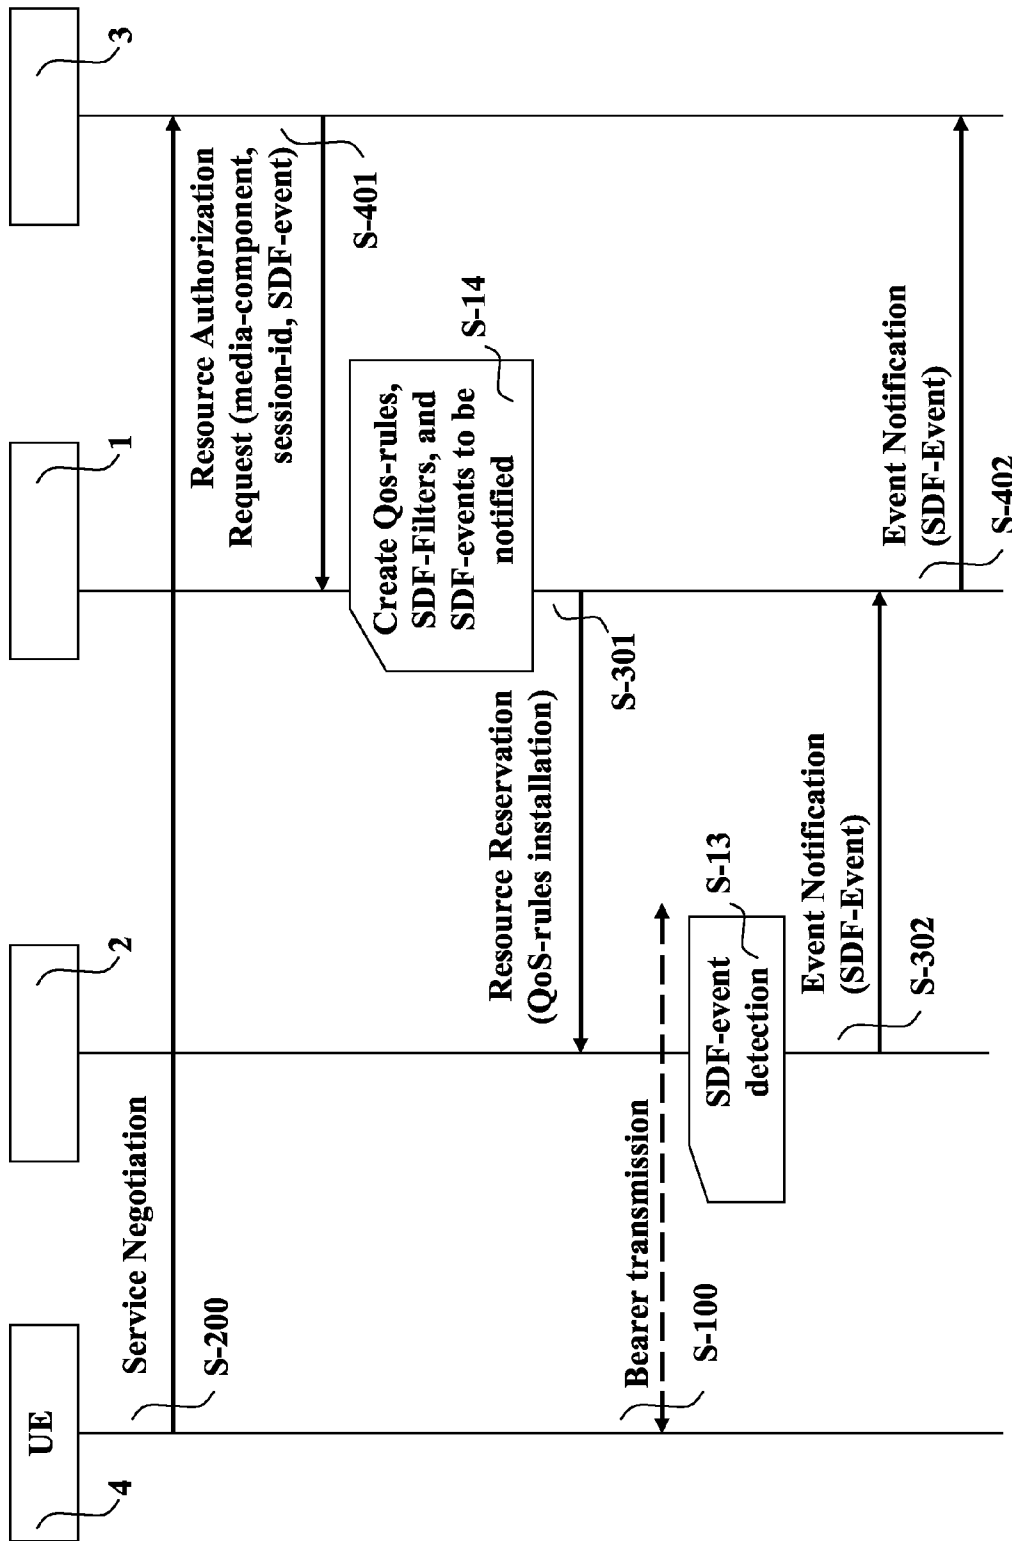 UE
4
2
1
3
Service Negotiation
S-200
Resource Authorization
Request (media-component,
session-id, SDF-event)
S-401
Create Qos-rules,
SDF-Filters, and
SDF-events to be
notified
S-14
Resource Reservation
(QoS-rules installation)
S-301
Bearer transmission
S-100
SDF-event
detection
S-13
Event Notification
(SDF-Event)
S-302
Event Notification
(SDF-Event)
S-402